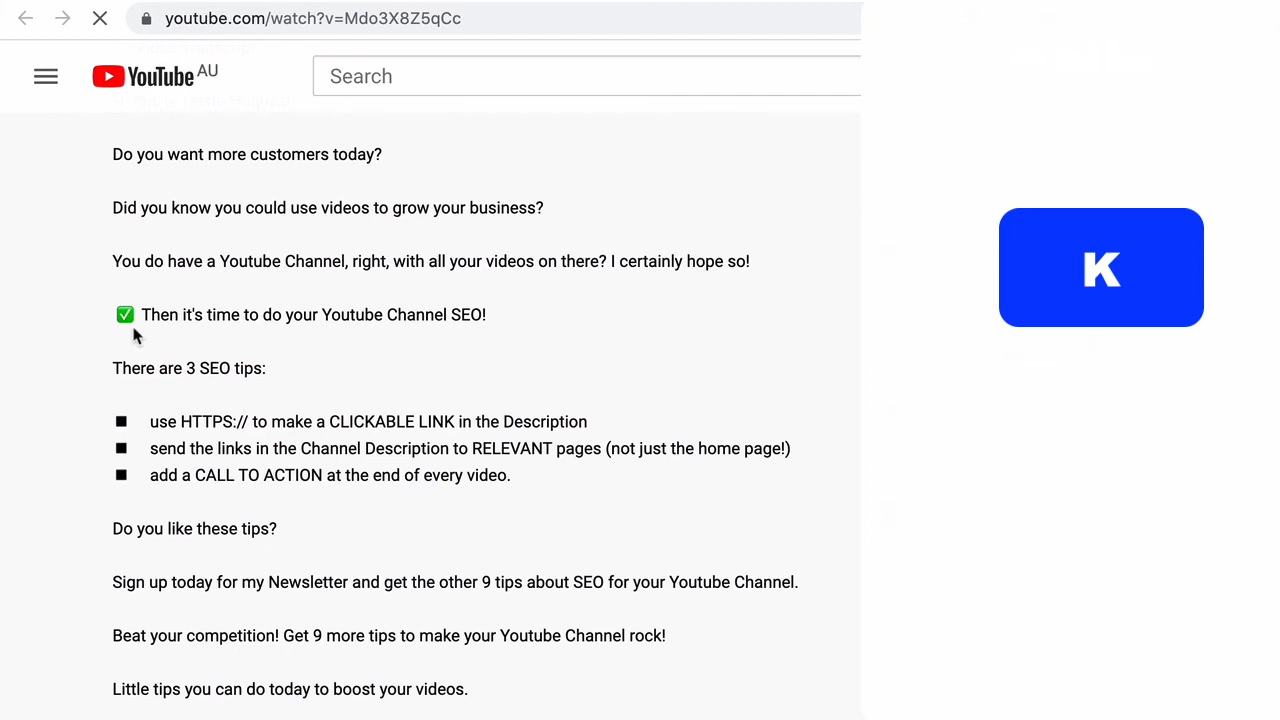 youtube.com/watch?v=Mdo3X8Z5qCc
YouTube AU
Search
Do you want more customers today?
Did you know you could use videos to grow your business?
You do have a Youtube Channel, right, with all your videos on there? I certainly hope so!
✅ Then it's time to do your Youtube Channel SEO!
K
There are 3 SEO tips:
■ use HTTPS:// to make a CLICKABLE LINK in the Description
■ send the links in the Channel Description to RELEVANT pages (not just the home page!)
■ add a CALL TO ACTION at the end of every video.
Do you like these tips?
Sign up today for my Newsletter and get the other 9 tips about SEO for your Youtube Channel.
Beat your competition! Get 9 more tips to make your Youtube Channel rock!
Little tips you can do today to boost your videos.